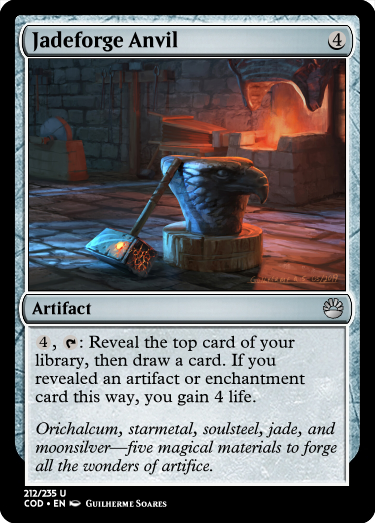 Jadeforge Anvil 4
Artifact
4, : Reveal the top card of your
library, then draw a card. If you
revealed an artifact or enchantment
card this way, you gain 4 life.
Orichalcum, starmetal, soulsteel, jade, and
moonsilver—five magical materials to forge
all the wonders of artifice.
212/235 U
COD • EN Guilherme Soares